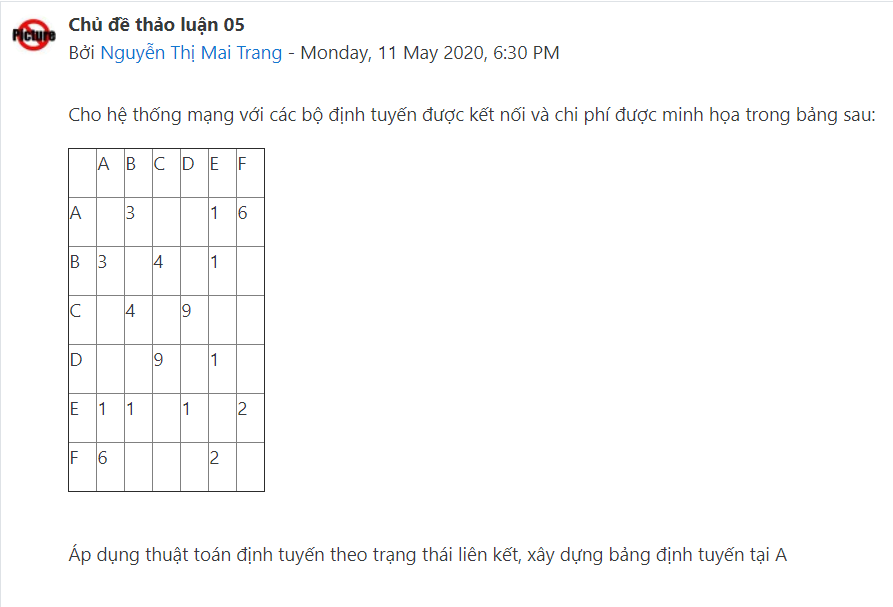 Chủ đề thảo luận 05
Picture
Bởi Nguyễn Thị Mai Trang - Monday, 11 May 2020, 6:30 PM
Cho hệ thống mạng với các bộ định tuyến được kết nối và chi phí được minh họa trong bảng sau:
A B C D E F
A 3 1 6
B 3 4 1
C 4 9
D 9 1
E 1 1 1 2
F 6 2
Áp dụng thuật toán định tuyến theo trạng thái liên kết, xây dựng bảng định tuyến tại A